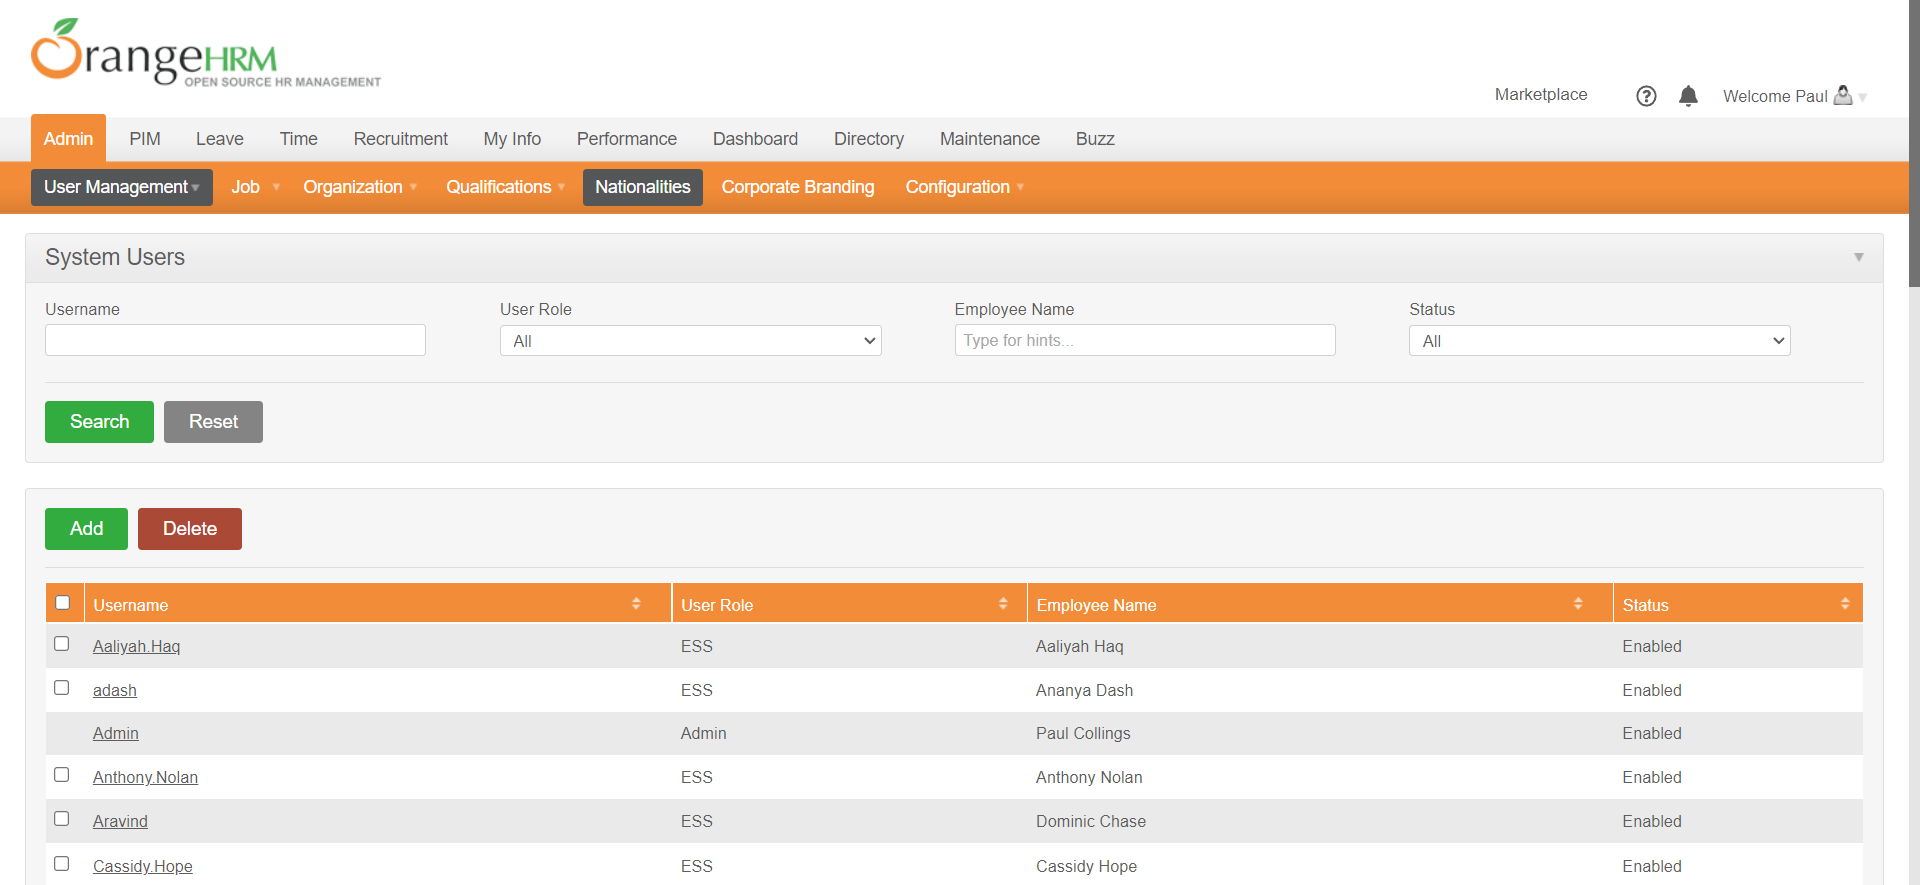 OrangeHRM
OPEN SOURCE HR MANAGEMENT
Marketplace Welcome Paul
Admin PIM Leave Time Recruitment My Info Performance Dashboard Directory Maintenance Buzz
User Management Job Organization Qualifications Nationalities Corporate Branding Configuration
System Users
Username User Role Employee Name Status
All Type for hints... All
Search Reset
Add Delete
Username User Role Employee Name Status
Aaliyah.Haq ESS Aaliyah Haq Enabled
adash ESS Ananya Dash Enabled
Admin Admin Paul Collings Enabled
Anthony.Nolan ESS Anthony Nolan Enabled
Aravind ESS Dominic Chase Enabled
Cassidy.Hope ESS Cassidy Hope Enabled